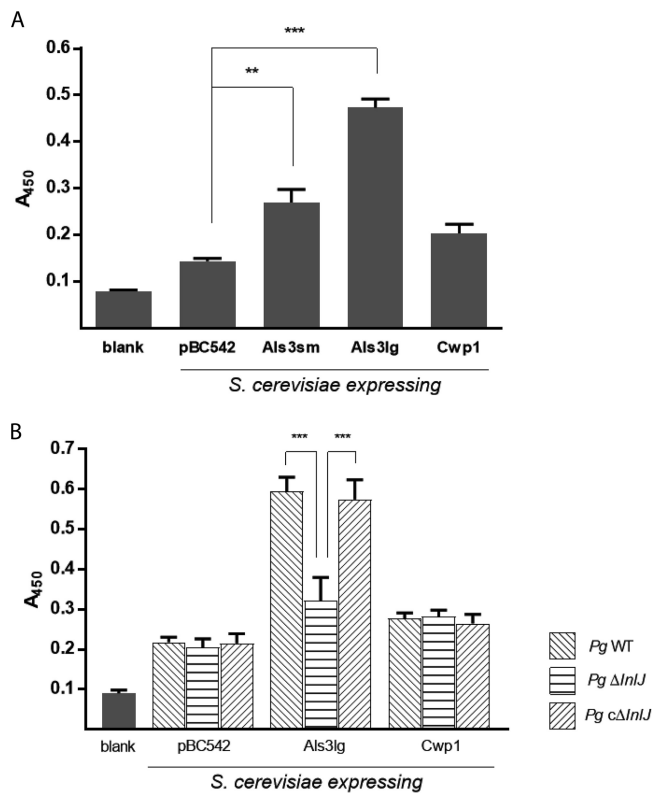 A
***
0.6
**
0.5
0.4
A450
0.3
0.2
0.1
blank pBC542 Als3sm Als3lg Cwp1
S. cerevisiae expressing
B
0.7
*** ***
0.6
0.5
0.4
A450
0.3
0.2
0.1
Pg WT
Pg ΔInlJ
Pg cΔInlJ
blank pBC542 Als3lg Cwp1
S. cerevisiae expressing